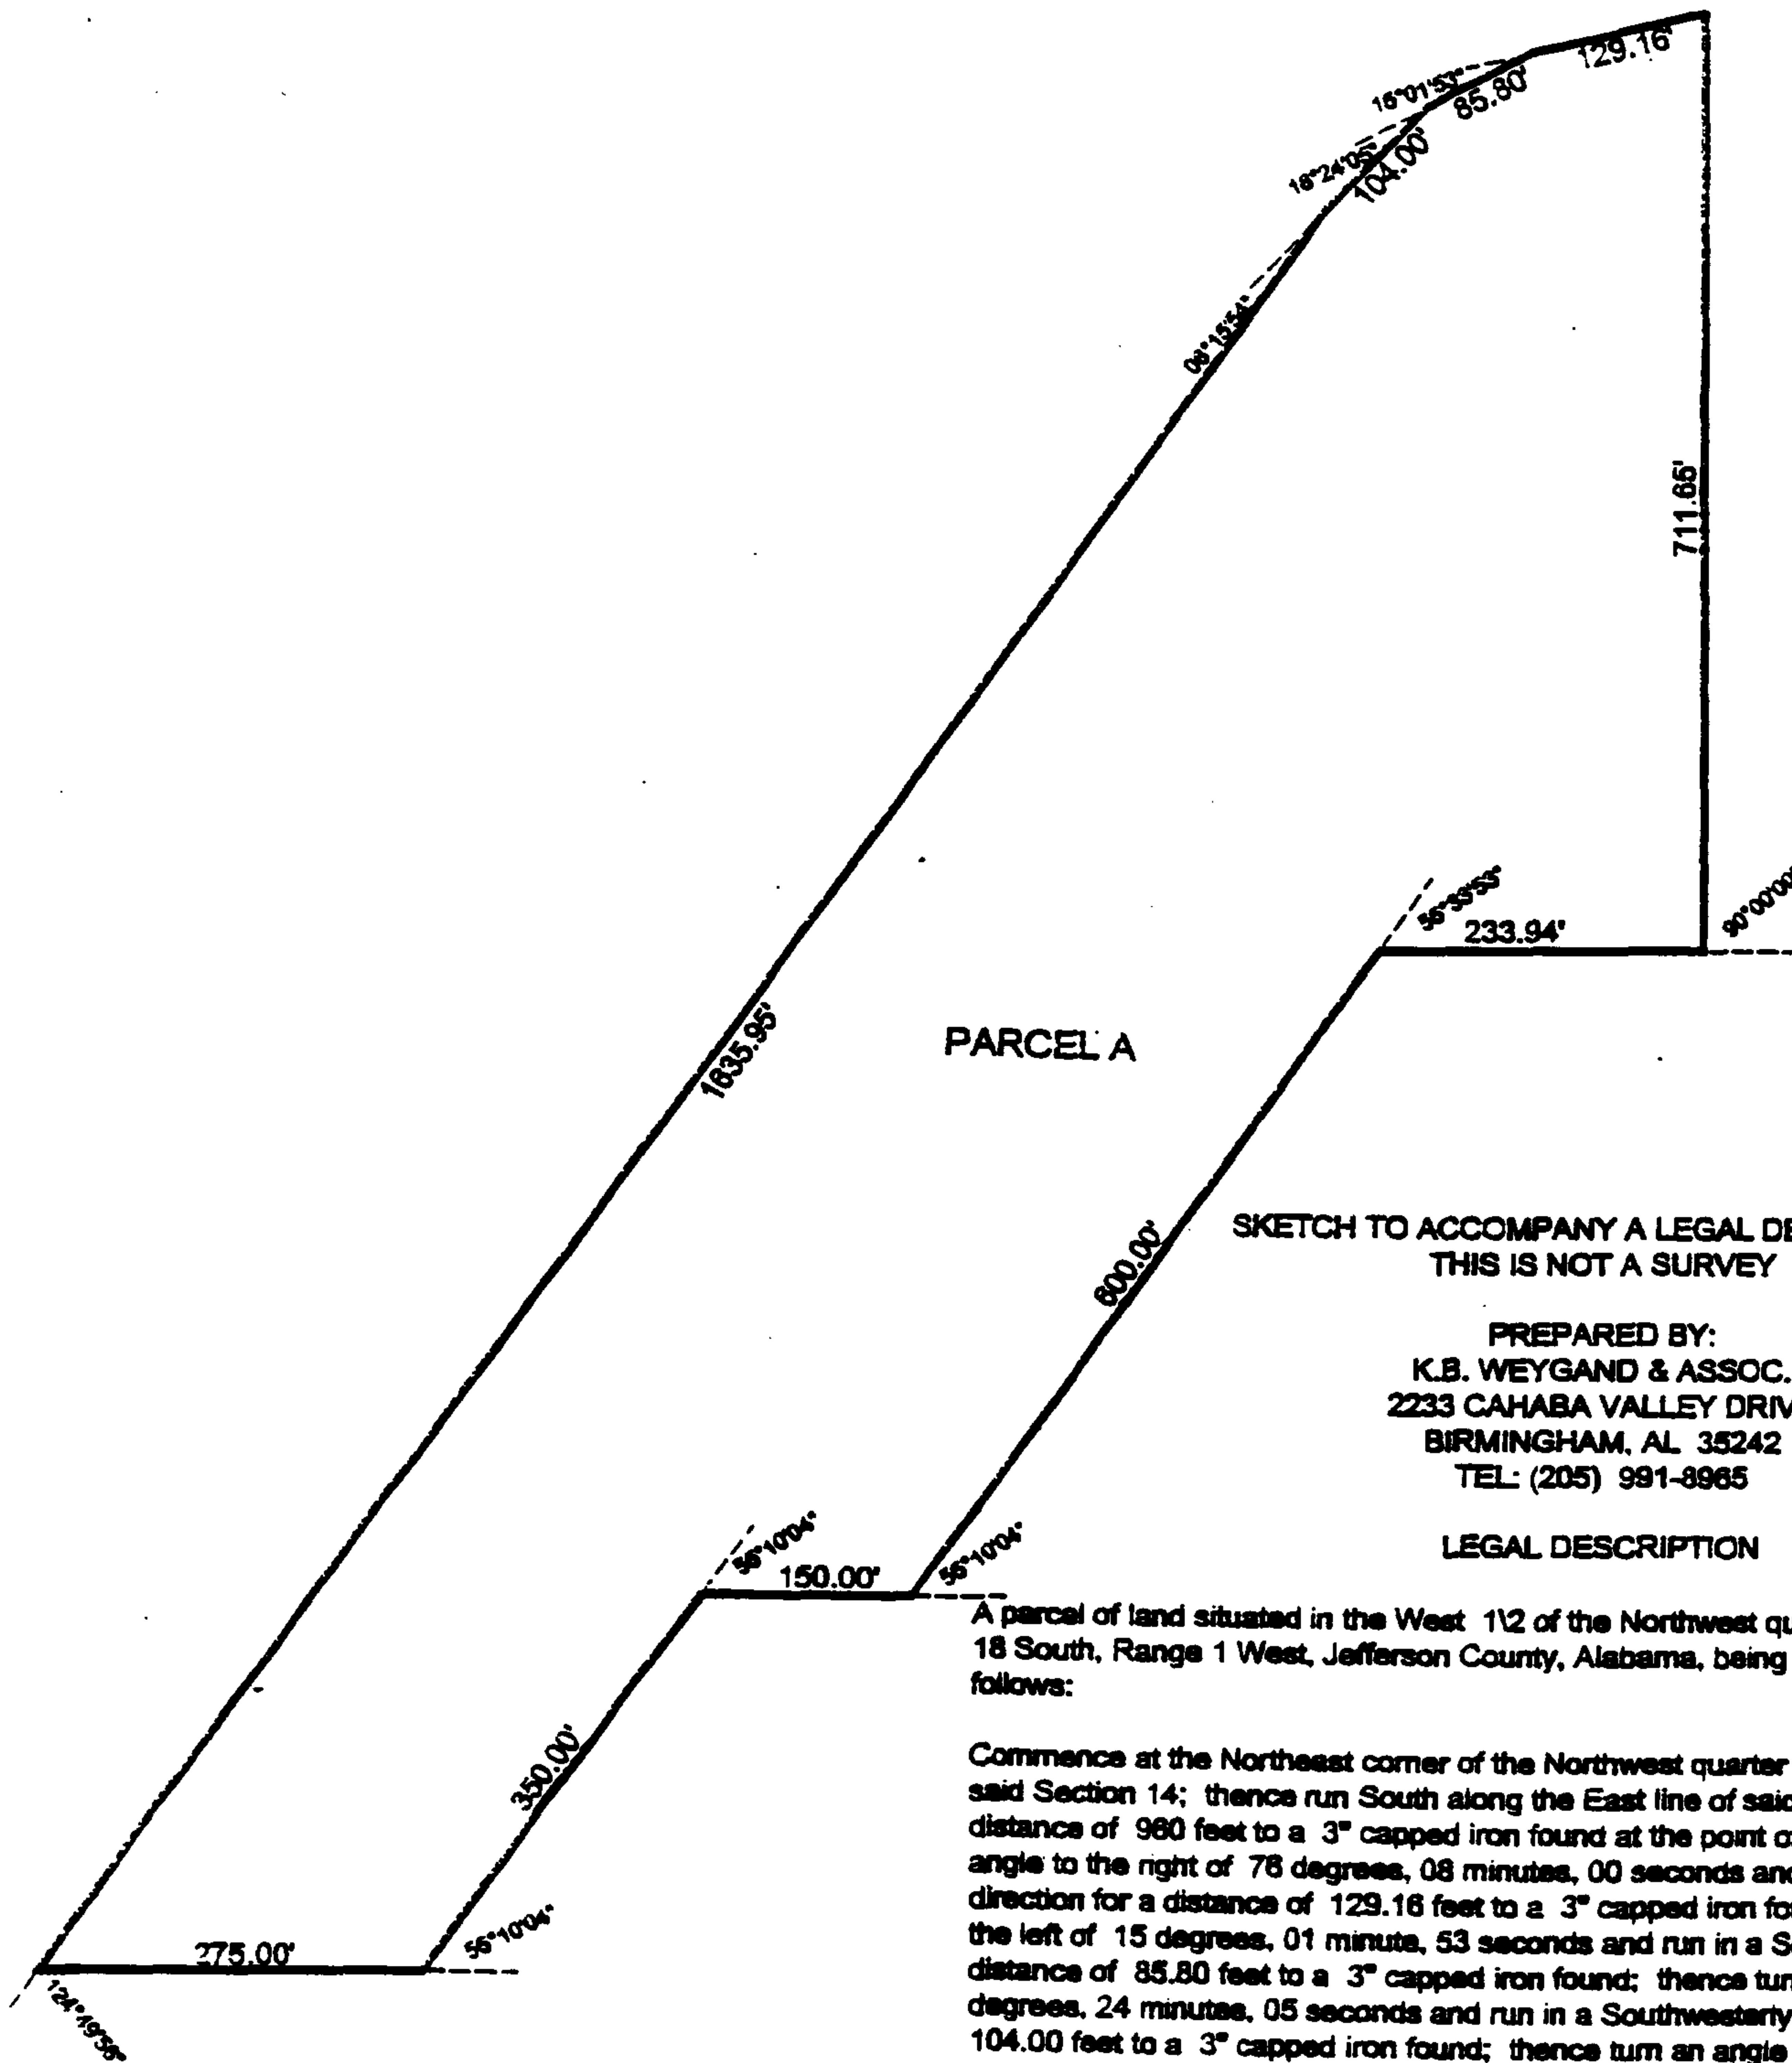 129.16'
15°01'53"
85.80'
16°24'05"
104.00'
711.65'
90°00'00
56°33'53"
233.94'
1635.95'
PARCEL A
600.00'
SKETCH TO ACCOMPANY A LEGAL DE
THIS IS NOT A SURVEY
PREPARED BY:
K.B. WEYGAND & ASSOC.
2233 CAHABA VALLEY DRIV
BIRMINGHAM, AL 35242
TEL: (205) 991-8965
LEGAL DESCRIPTION
56°10'04"
150.00'
56°10'04"
A parcel of land situated in the West 1\2 of the Northwest qu
18 South, Range 1 West, Jefferson County, Alabama, being
follows:
350.00'
Commence at the Northeast corner of the Northwest quarter
said Section 14; thence run South along the East line of said
distance of 960 feet to a 3" capped iron found at the point o
angle to the right of 76 degrees, 08 minutes, 00 seconds and
direction for a distance of 129.16 feet to a 3" capped iron fou
the left of 15 degrees, 01 minute, 53 seconds and run in a S
distance of 85.80 feet to a 3" capped iron found; thence tur
degrees, 24 minutes, 05 seconds and run in a Southwesterly
104.00 feet to a 3" capped iron found; thence turn an angle
56°10'04"
275.00'
124°49'56"